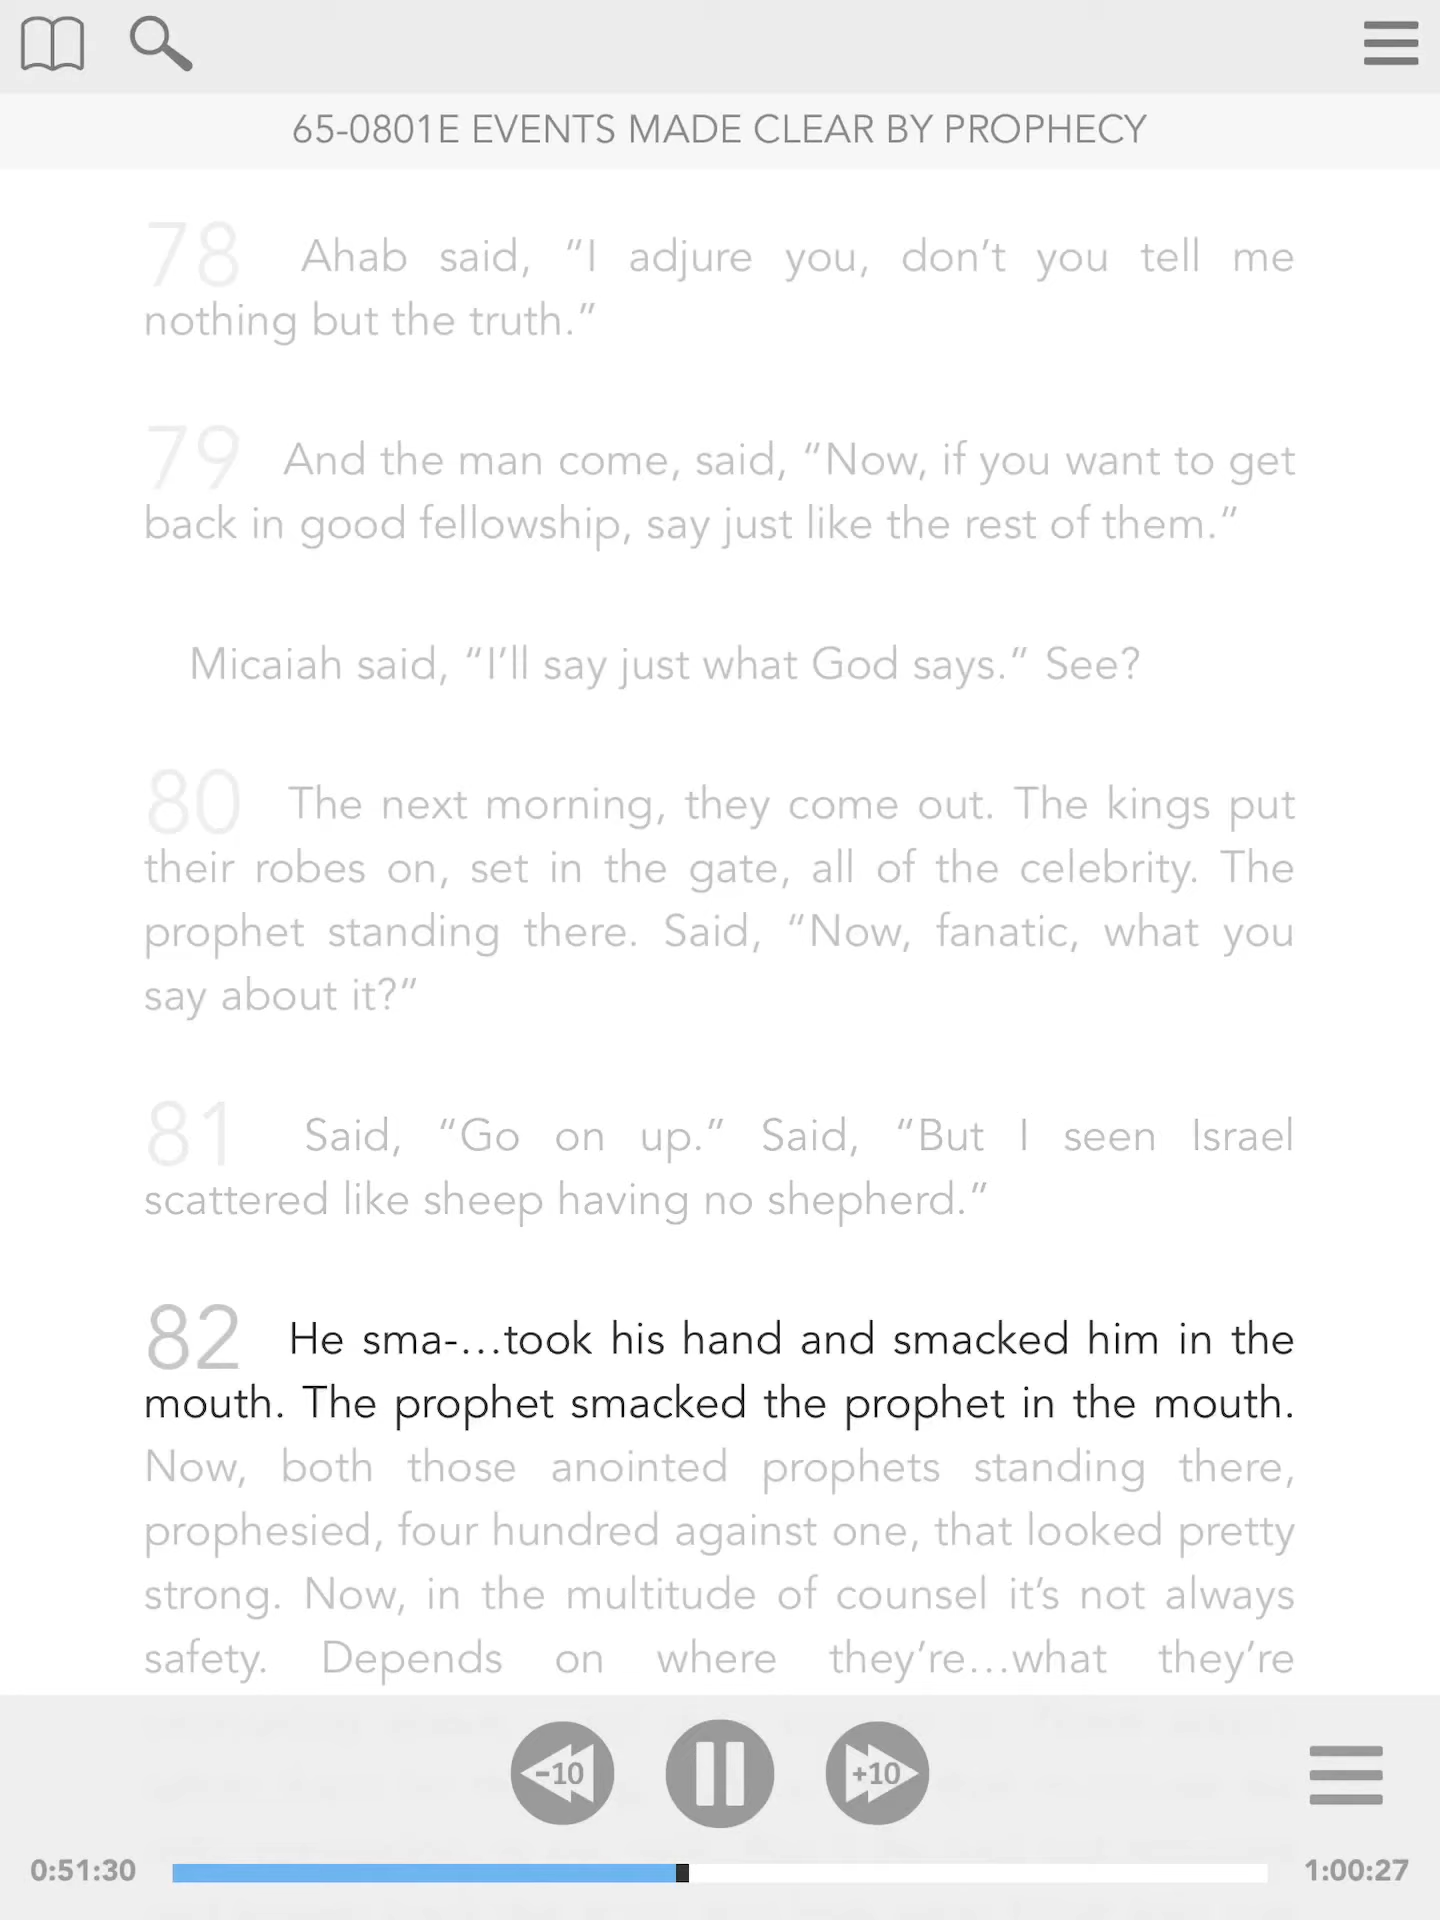 65-0801E EVENTS MADE CLEAR BY PROPHECY
78 Ahab said, “I adjure you, don’t you tell me
nothing but the truth.”
79 And the man come, said, “Now, if you want to get
back in good fellowship, say just like the rest of them.”
Micaiah said, “I’ll say just what God says.” See?
80 The next morning, they come out. The kings put
their robes on, set in the gate, all of the celebrity. The
prophet standing there. Said, “Now, fanatic, what you
say about it?”
81 Said, “Go on up.” Said, “But I seen Israel
scattered like sheep having no shepherd.”
82 He sma-…took his hand and smacked him in the
mouth. The prophet smacked the prophet in the mouth.
Now, both those anointed prophets standing there,
prophesied, four hundred against one, that looked pretty
strong. Now, in the multitude of counsel it’s not always
safety. Depends on where they’re…what they’re
-10 +10
0:51:30 1:00:27